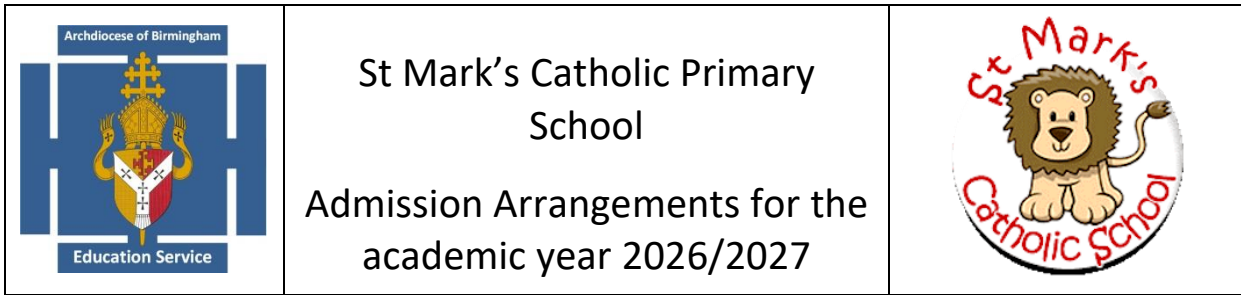 Archdiocese of Birmingham
Education Service
St Mark's Catholic Primary
School
Admission Arrangements for the
academic year 2026/2027
St Mark's
Catholic School